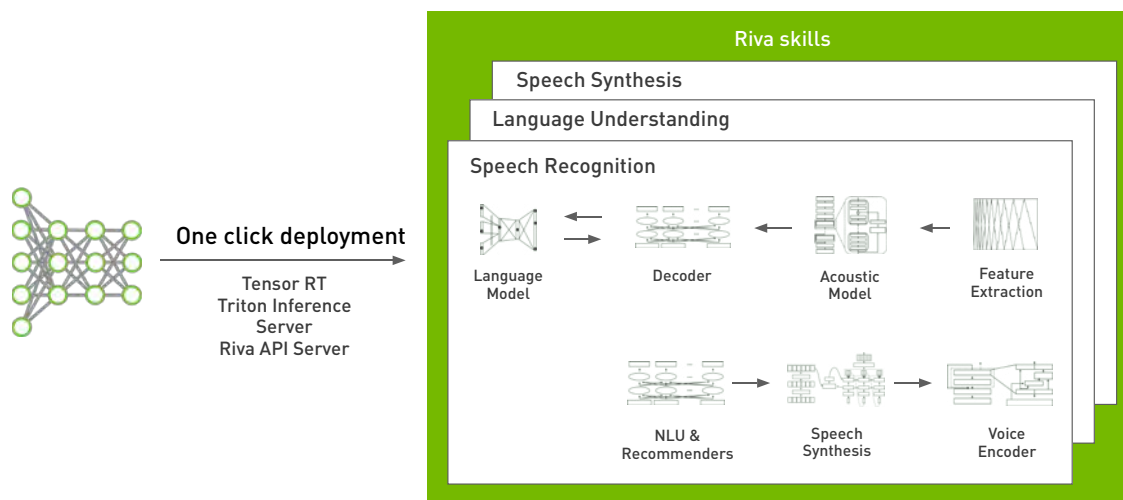 Riva skills
Speech Synthesis
Language Understanding
Speech Recognition
One click deployment
Tensor RT
Triton Inference
Server
Riva API Server
Language
Model
Decoder
Acoustic
Model
Feature
Extraction
NLU &
Recommenders
Speech
Synthesis
Voice
Encoder